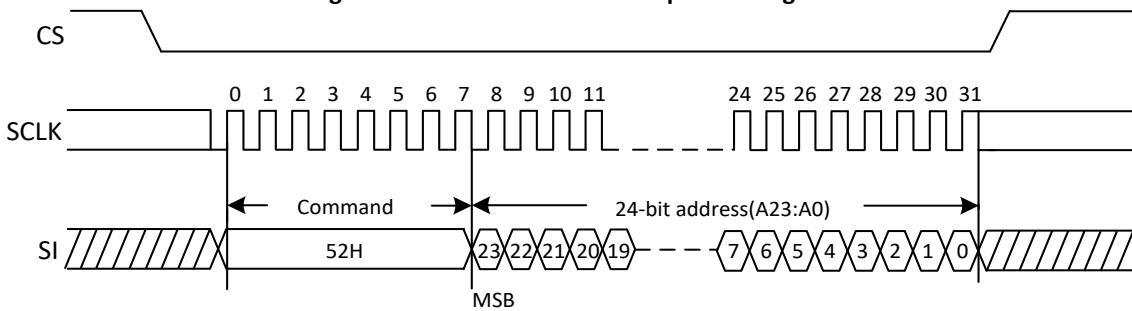 CS
0 1 2 3 4 5 6 7 8 9 10 11 24 25 26 27 28 29 30 31
SCLK
Command 24-bit address(A23:A0)
SI 52H 23 22 21 20 19 7 6 5 4 3 2 1 0
MSB